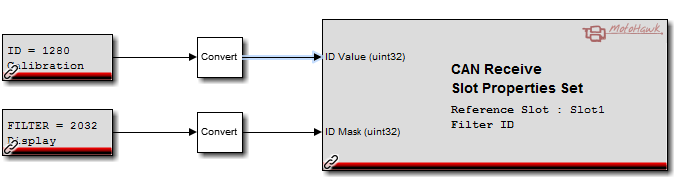 ID = 1280
Calibration
Convert
ID Value (uint32)
MotoHawk
CAN Receive
Slot Properties Set
Reference Slot : Slot1
Filter ID
FILTER = 2032
Display
Convert
ID Mask (uint32)